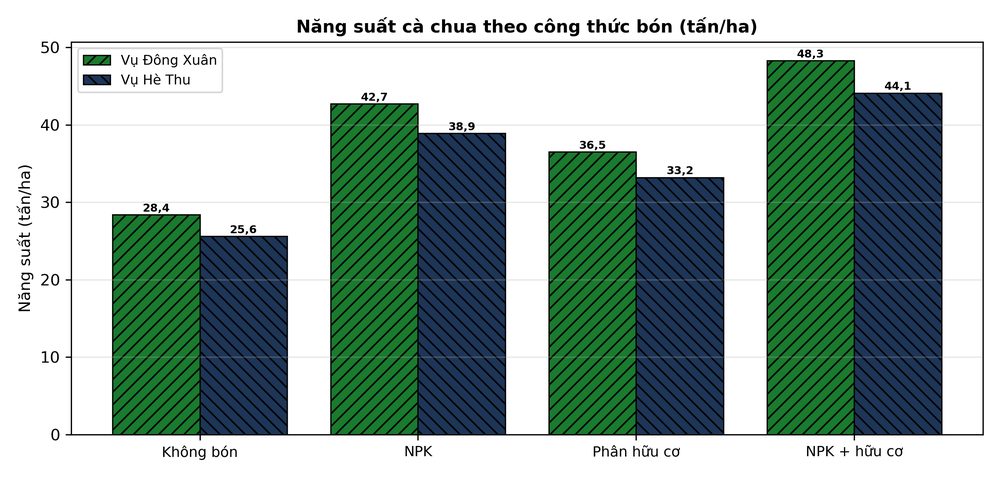 Năng suất cà chua theo công thức bón (tấn/ha)
Vụ Đông Xuân
Vụ Hè Thu
Năng suất (tấn/ha)
50
40
30
20
10
0
28,4
25,6
42,7
38,9
36,5
33,2
48,3
44,1
Không bón
NPK
Phân hữu cơ
NPK + hữu cơ